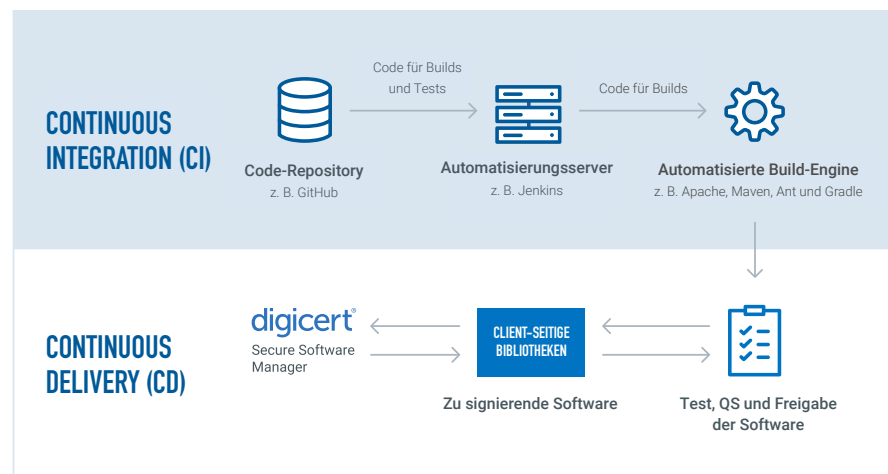 CONTINUOUS
INTEGRATION (CI)
Code für Builds
und Tests
Code für Builds
Code-Repository
z. B. GitHub
Automatisierungsserver
z. B. Jenkins
Automatisierte Build-Engine
z. B. Apache, Maven, Ant und Gradle
CONTINUOUS
DELIVERY (CD)
digicert®
Secure Software
Manager
CLIENT-SEITIGE
BIBLIOTHEKEN
Zu signierende Software
Test, QS und Freigabe
der Software